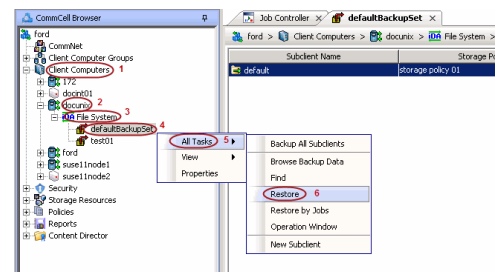 CommCell Browser
ford
CommNet
Client Computer Groups
Client Computers 1
172
docint01
docunix 2
File System 3
defaultBackupSet 4
test01
ford
suse11node1
suse11node2
Security
Storage Resources
Policies
Reports
Content Director
Job Controller
defaultBackupSet
ford > Client Computers > docunix > iDA File System >
Subclient Name
Storage Po
default
storage policy 01
All Tasks 5
View
Properties
Backup All Subclients
Browse Backup Data
Find
Restore 6
Restore by Jobs
Operation Window
New Subclient